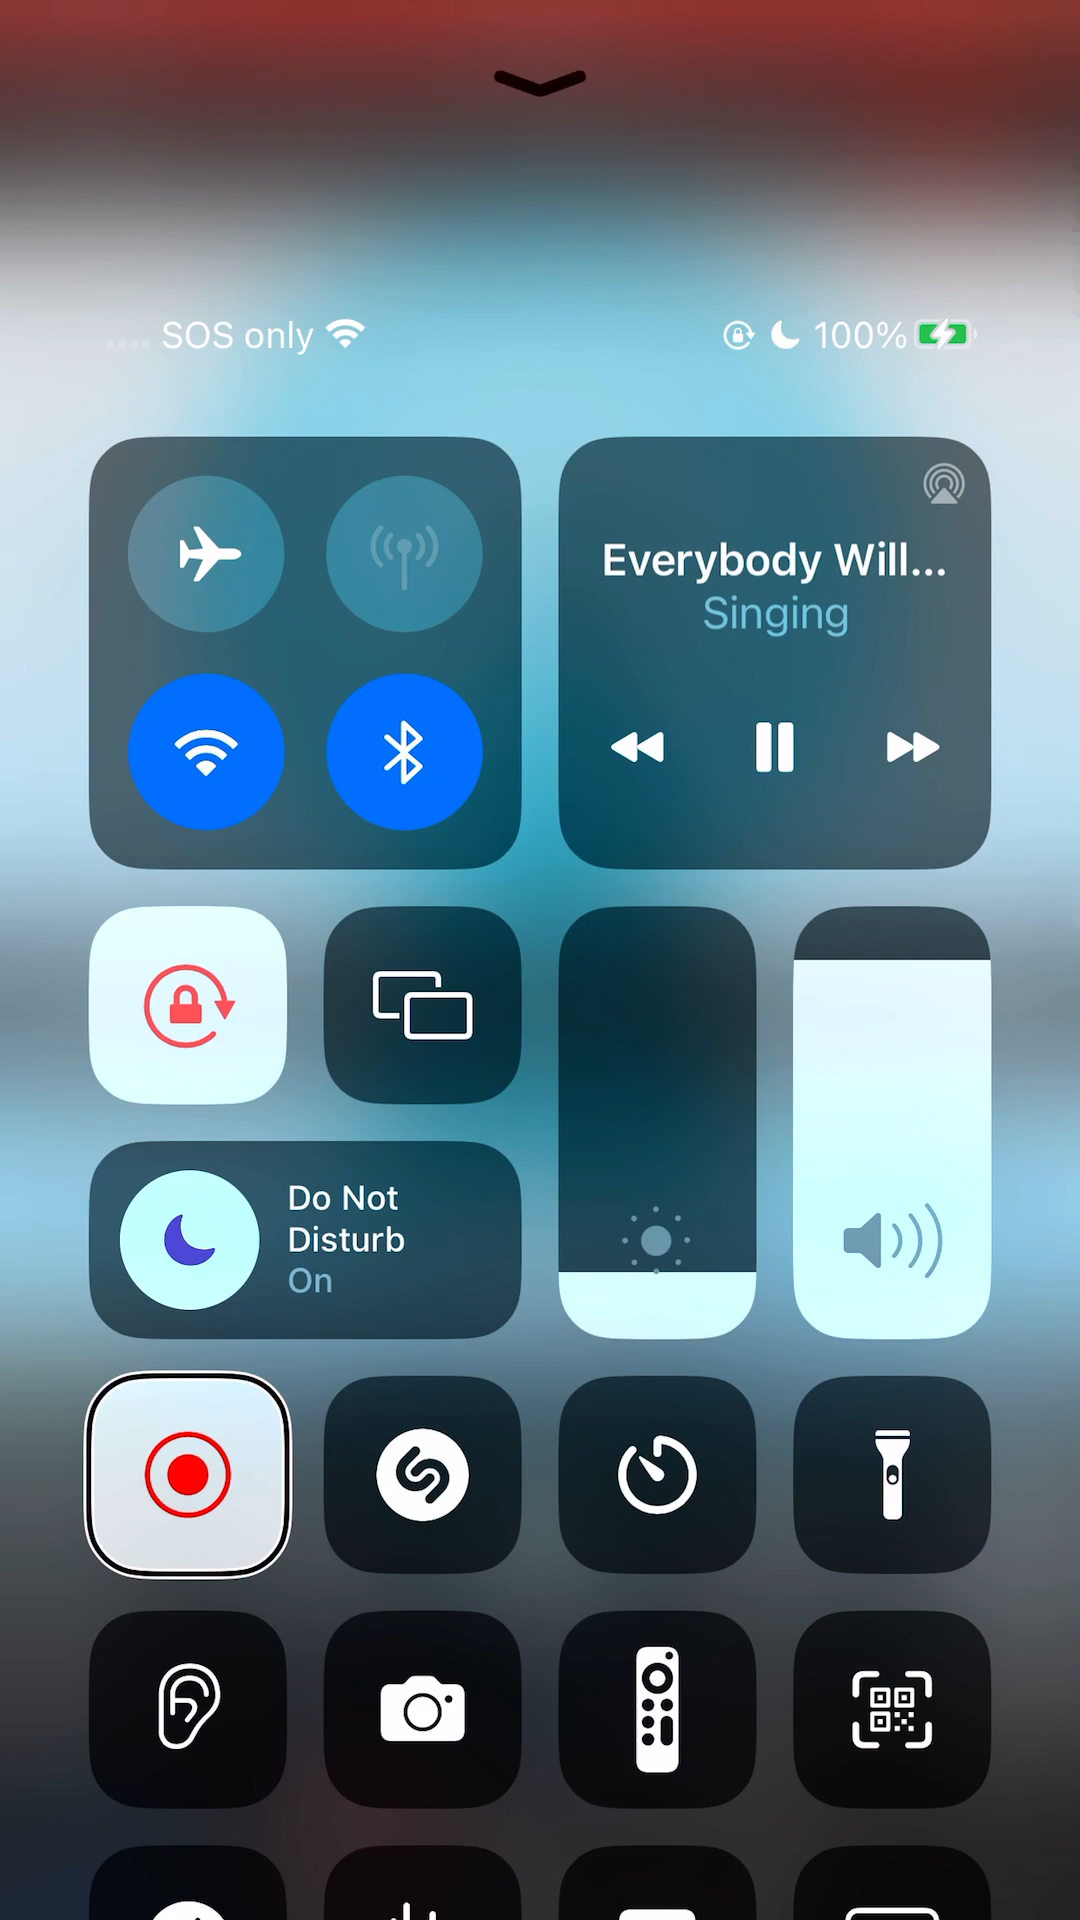 SOS only
100%
Everybody Will...
Singing
Do Not
Disturb
On